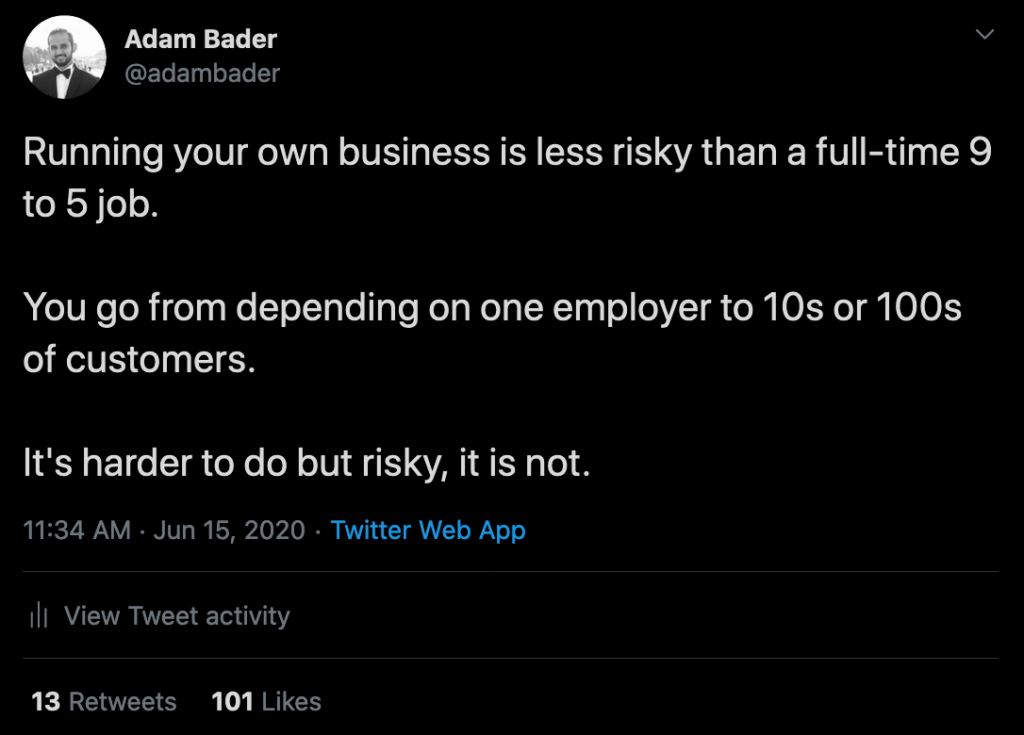 Adam Bader
@adambader
Running your own business is less risky than a full-time 9
to 5 job.
You go from depending on one employer to 10s or 100s
of customers.
It's harder to do but risky, it is not.
11:34 AM · Jun 15, 2020 · Twitter Web App
View Tweet activity
13 Retweets 101 Likes